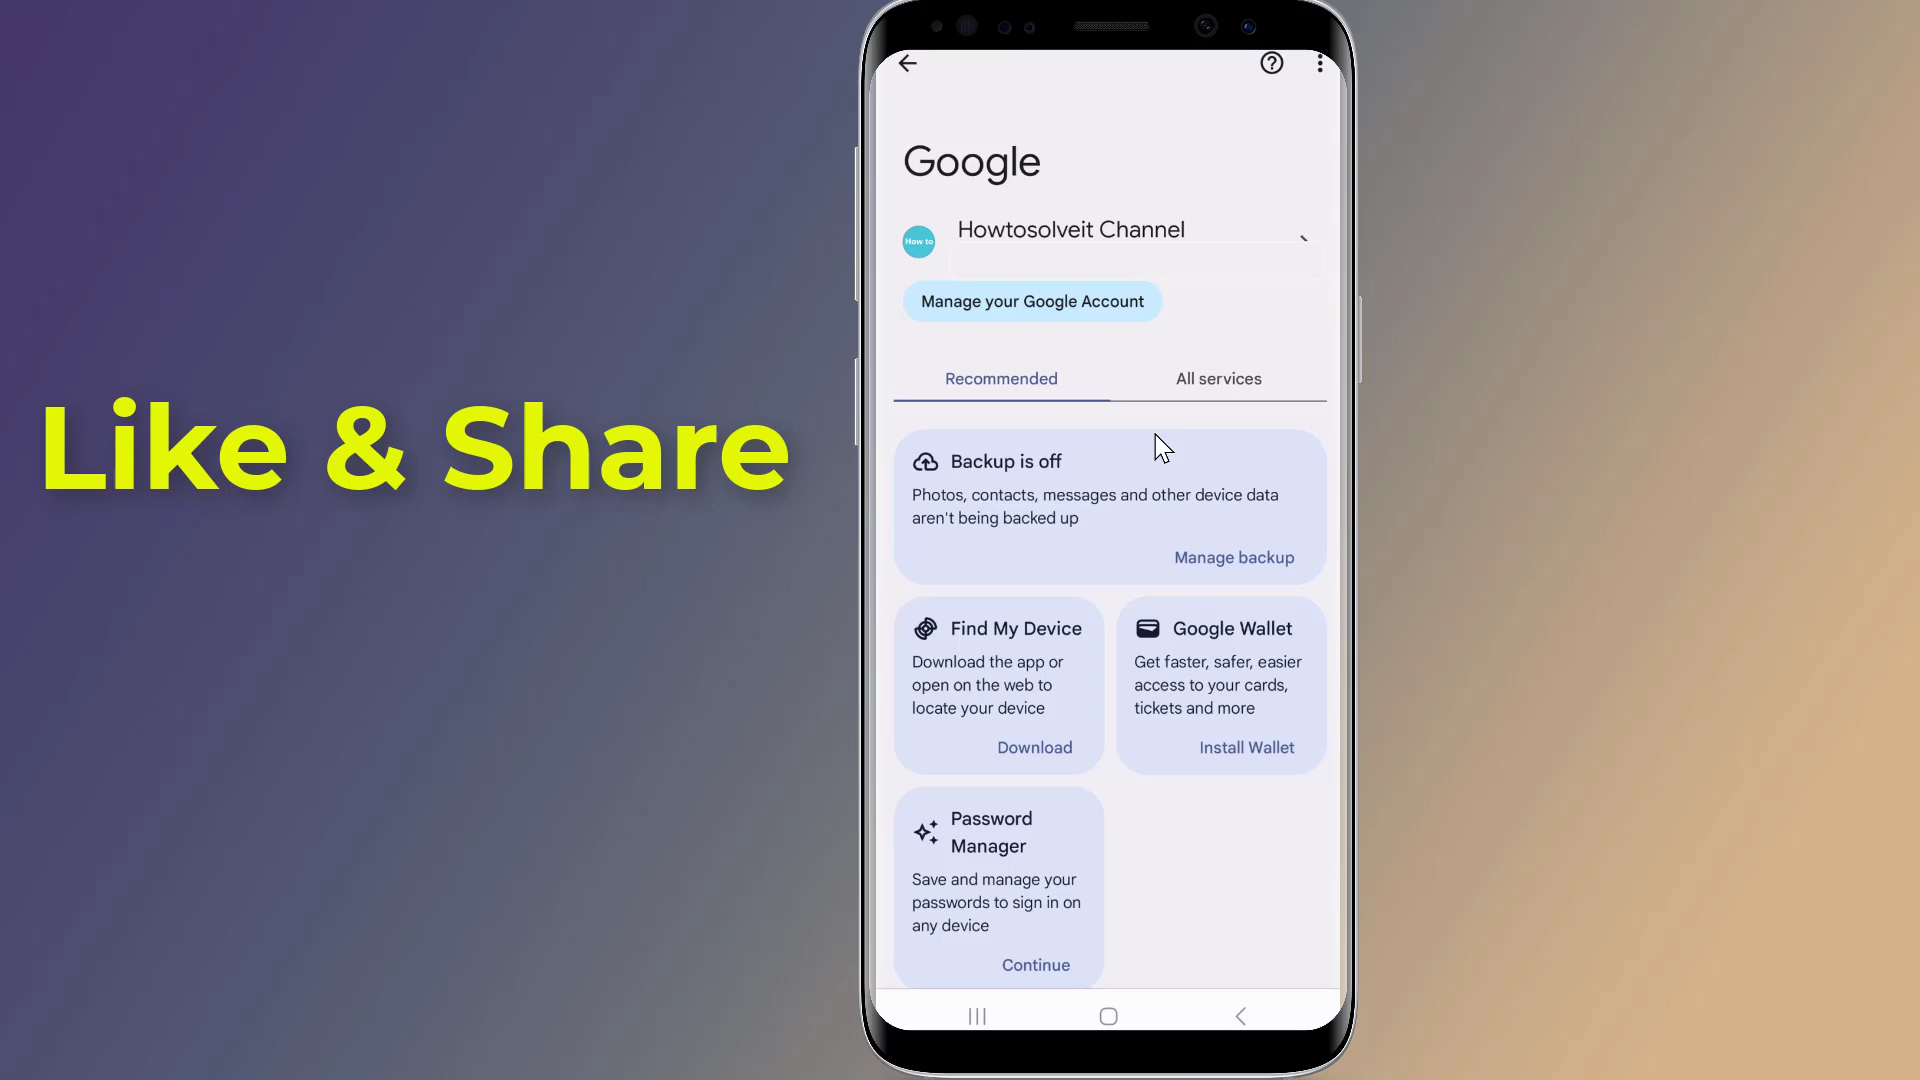 Like & Share
Google
How to
Howtosolveit Channel
Manage your Google Account
Recommended
All services
Backup is off
Photos, contacts, messages and other device data
aren't being backed up
Manage backup
Find My Device
Download the app or
open on the web to
locate your device
Download
Google Wallet
Get faster, safer, easier
access to your cards,
tickets and more
Install Wallet
Password
Manager
Save and manage your
passwords to sign in on
any device
Continue